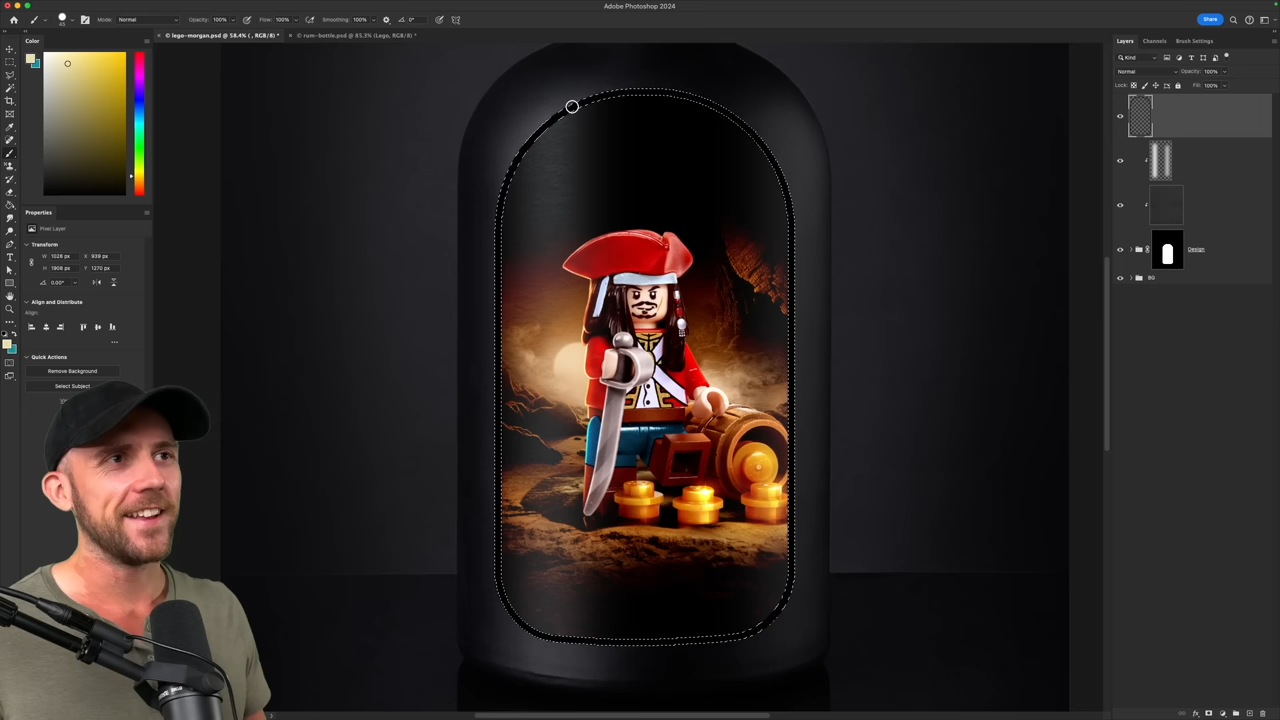 Adobe Photoshop 2024
Mode: Normal Opacity: 100% Flow: 100% Smoothing: 100% 0° Share
© lego-morgan.psd @ 58.4% ( , RGB/8) * © rum-bottle.psd @ 83.3% (Lego, RGB/8) *
Color
Properties
Pixel Layer
Transform
W 1028 px X 939 px
H 1908 px Y 1270 px
0.00°
Align and Distribute
Align:
Quick Actions
Remove Background
Select Subject
Layers Channels Brush Settings
Kind
Normal Opacity: 100%
Lock: Fill: 100%
Design
BG